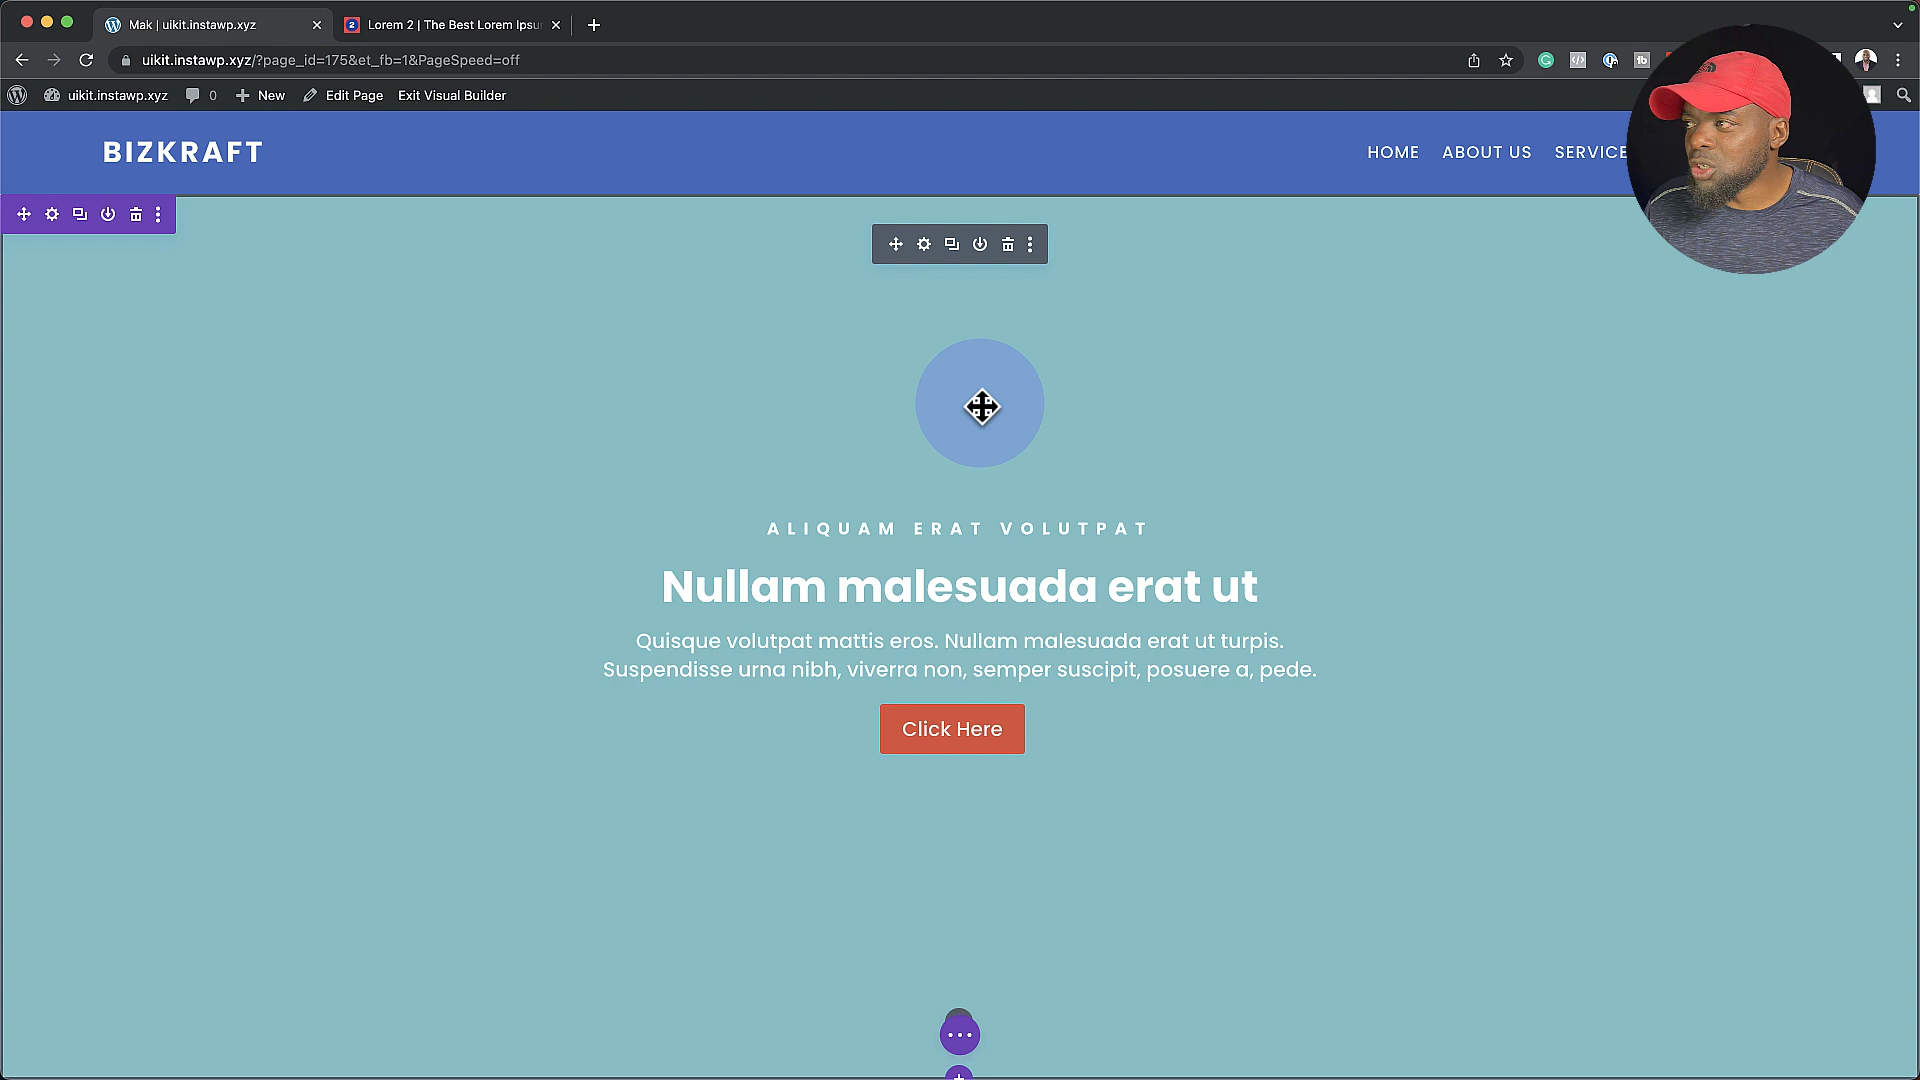 Mak | uikit.instawp.xyz
Lorem 2 | The Best Lorem Ipsu
uikit.instawp.xyz/?page_id=175&et_fb=1&PageSpeed=off
uikit.instawp.xyz 0 New Edit Page Exit Visual Builder
BIZKRAFT
HOME ABOUT US SERVICE
ALIQUAM ERAT VOLUTPAT
Nullam malesuada erat ut
Quisque volutpat mattis eros. Nullam malesuada erat ut turpis.
Suspendisse urna nibh, viverra non, semper suscipit, posuere a, pede.
Click Here